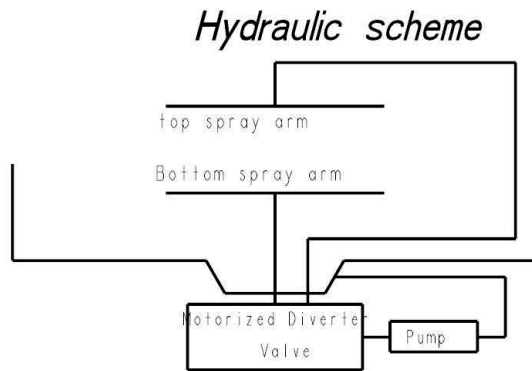 Hydraulic scheme
top spray arm
Bottom spray arm
Motorized Diverter
Valve
Pump